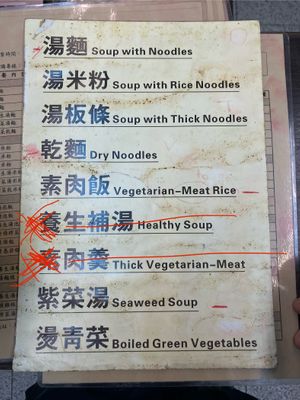 湯麵 Soup with Noodles
湯米粉 Soup with Rice Noodles
湯板條 Soup with Thick Noodles
乾麵 Dry Noodles
素肉飯 Vegetarian-Meat Rice
養生補湯 Healthy Soup
素肉羹 Thick Vegetarian-Meat
紫菜湯 Seaweed Soup
燙青菜 Boiled Green Vegetables